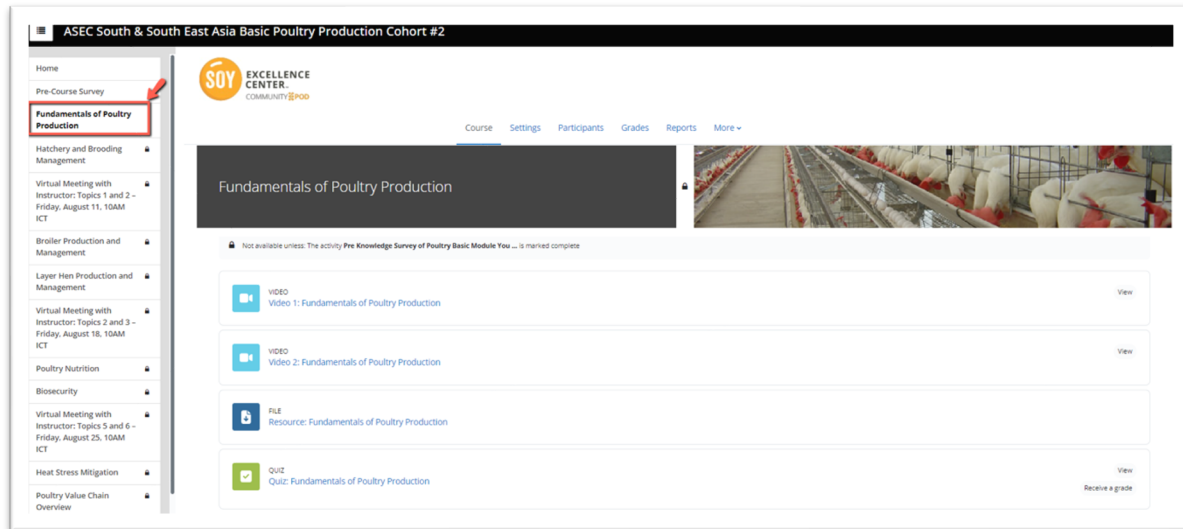 ASEC South & South East Asia Basic Poultry Production Cohort #2
Home
Pre-Course Survey
Fundamentals of Poultry
Production
Hatchery and Brooding
Management
Virtual Meeting with
Instructor: Topics 1 and 2 –
Friday, August 11, 10AM
ICT
Broiler Production and
Management
Layer Hen Production and
Management
Virtual Meeting with
Instructor: Topics 2 and 3 –
Friday, August 18, 10AM
ICT
Poultry Nutrition
Biosecurity
Virtual Meeting with
Instructor: Topics 5 and 6 –
Friday, August 25, 10AM
ICT
Heat Stress Mitigation
Poultry Value Chain
Overview
SOY EXCELLENCE
CENTER
COMMUNITY POD
Course Settings Participants Grades Reports More
Fundamentals of Poultry Production
Not available unless: The activity Pre Knowledge Survey of Poultry Basic Module You ... is marked complete
VIDEO
Video 1: Fundamentals of Poultry Production
View
VIDEO
Video 2: Fundamentals of Poultry Production
View
FILE
Resource: Fundamentals of Poultry Production
QUIZ
Quiz: Fundamentals of Poultry Production
View
Receive a grade